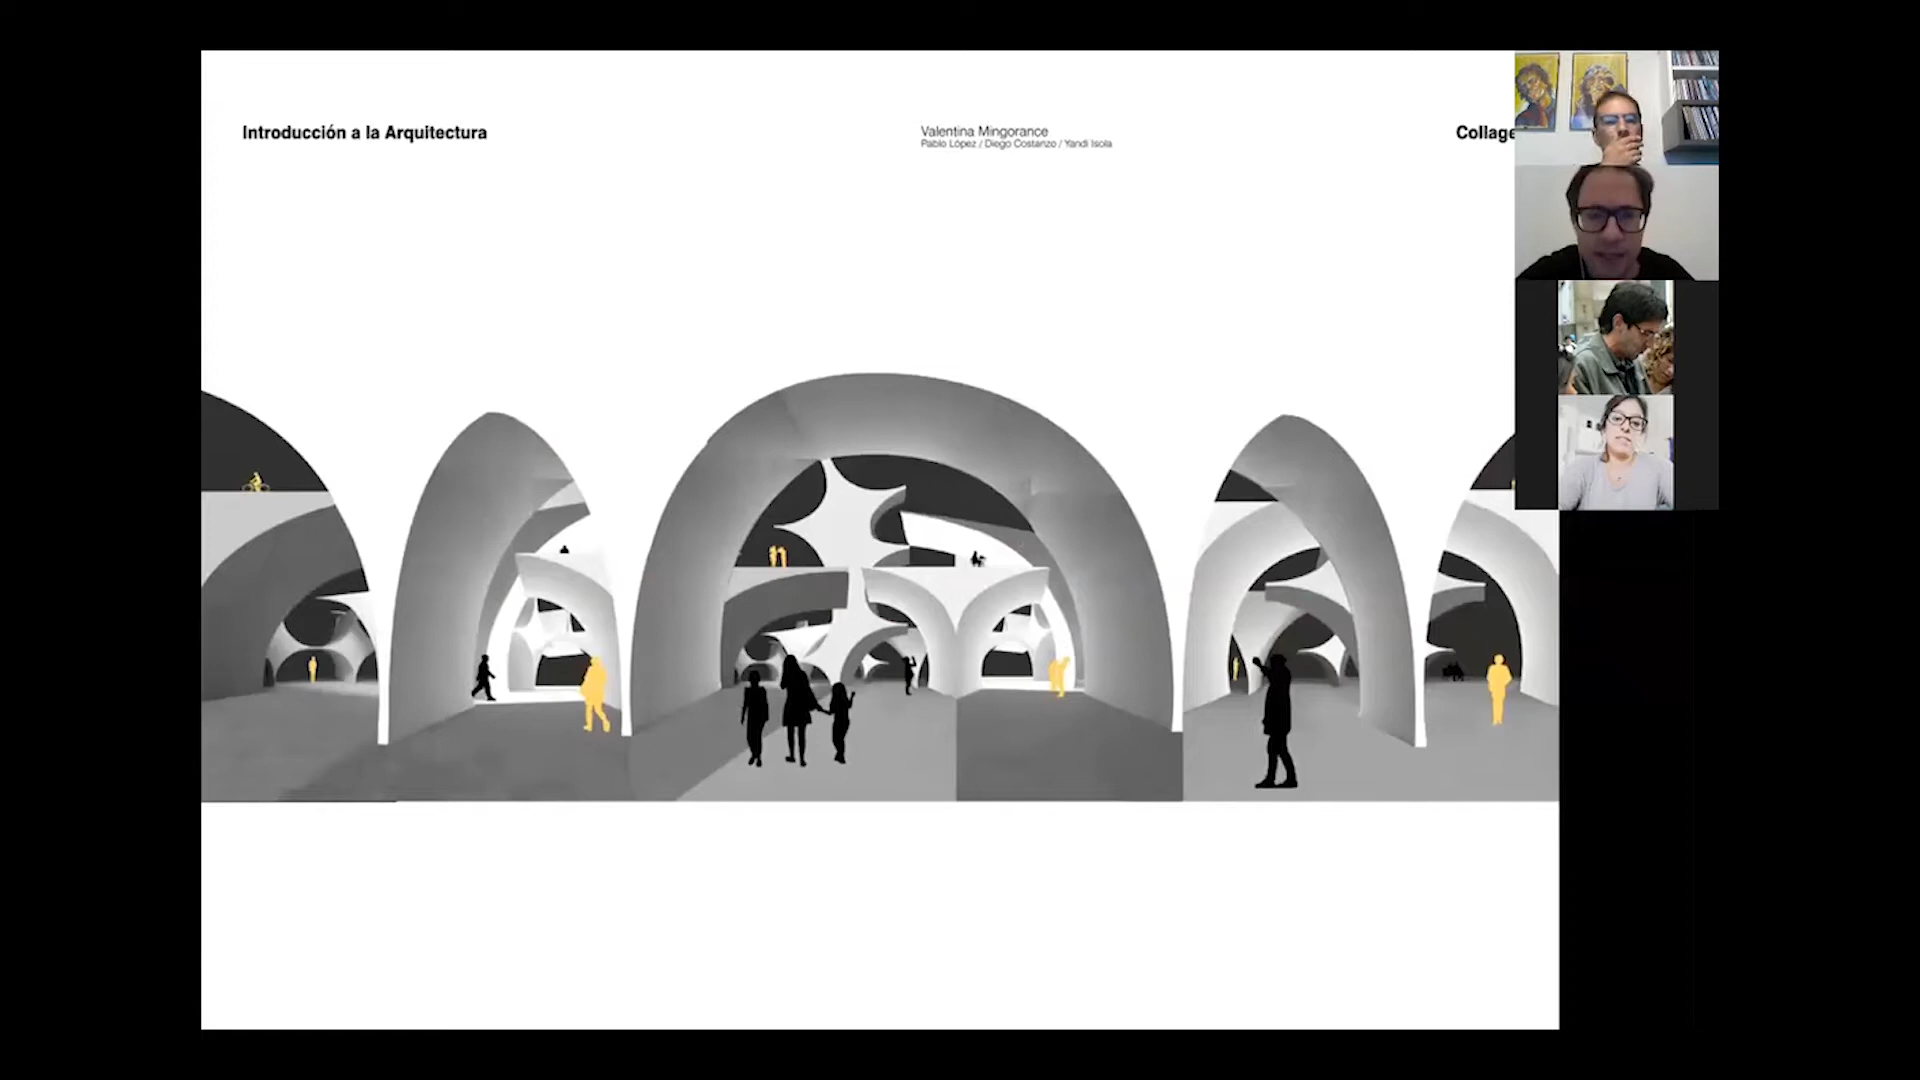 Introducción a la Arquitectura
Valentina Mingorance
Pablo López / Diego Costanzo / Yandi Isola
Collage